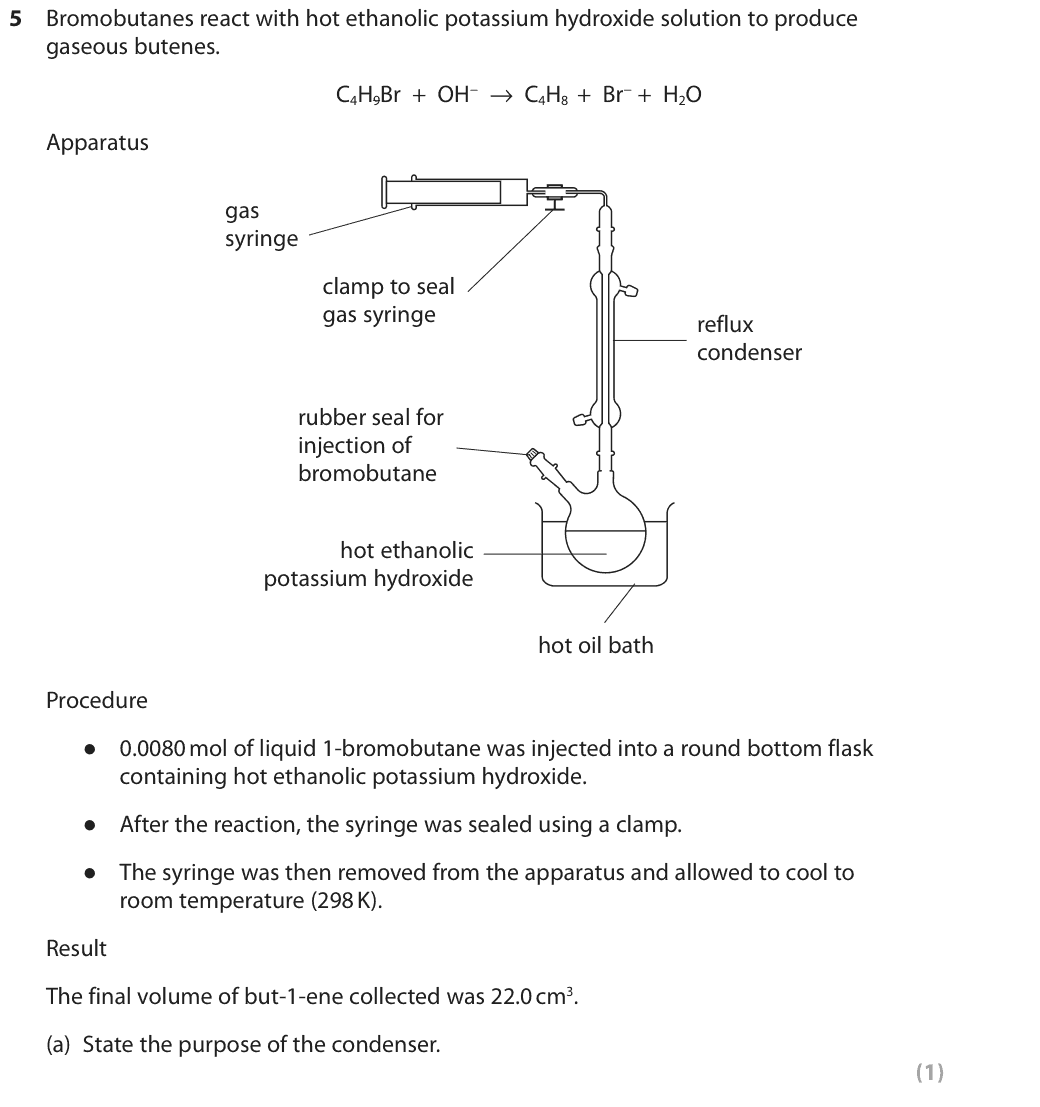 5 Bromobutanes react with hot ethanolic potassium hydroxide solution to produce
gaseous butenes.
C₄H₉Br + OH⁻ → C₄H₈ + Br⁻ + H₂O
Apparatus
gas
syringe
clamp to seal
gas syringe
reflux
condenser
rubber seal for
injection of
bromobutane
hot ethanolic
potassium hydroxide
hot oil bath
Procedure
● 0.0080 mol of liquid 1-bromobutane was injected into a round bottom flask
containing hot ethanolic potassium hydroxide.
● After the reaction, the syringe was sealed using a clamp.
● The syringe was then removed from the apparatus and allowed to cool to
room temperature (298 K).
Result
The final volume of but-1-ene collected was 22.0 cm³.
(a) State the purpose of the condenser.
(1)